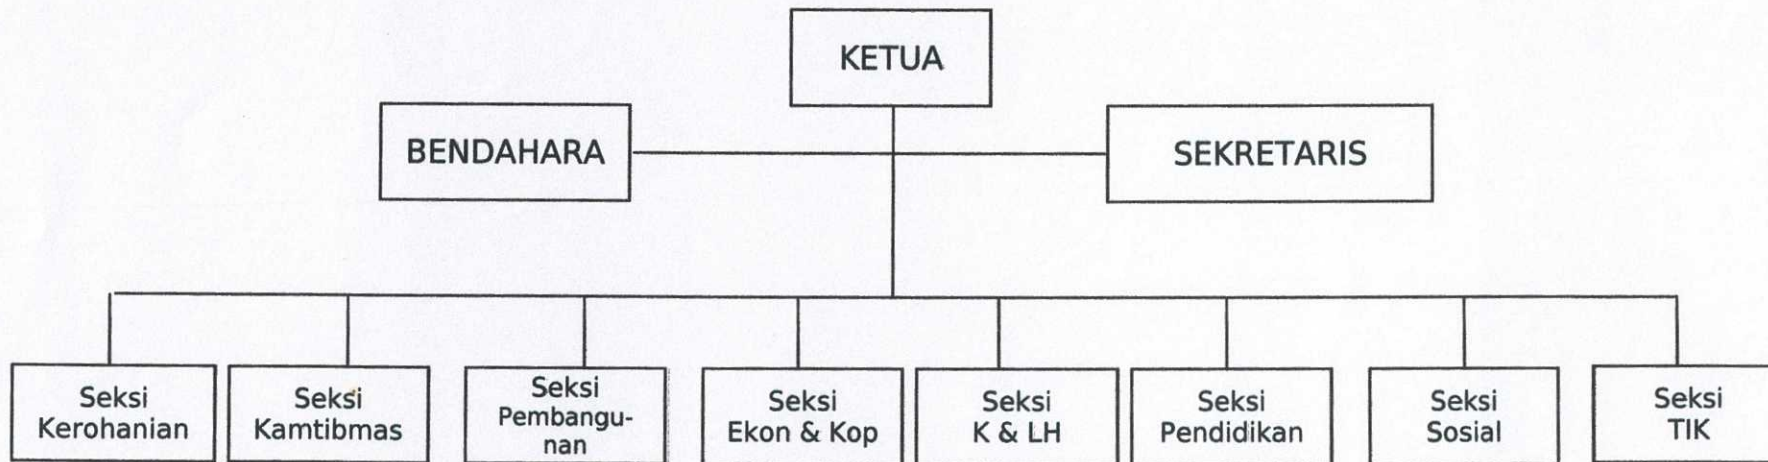 KETUA
BENDAHARA
SEKRETARIS
Seksi
Kerohanian
Seksi
Kamtibmas
Seksi
Pembangu-
nan
Seksi
Ekon & Kop
Seksi
K & LH
Seksi
Pendidikan
Seksi
Sosial
Seksi
TIK